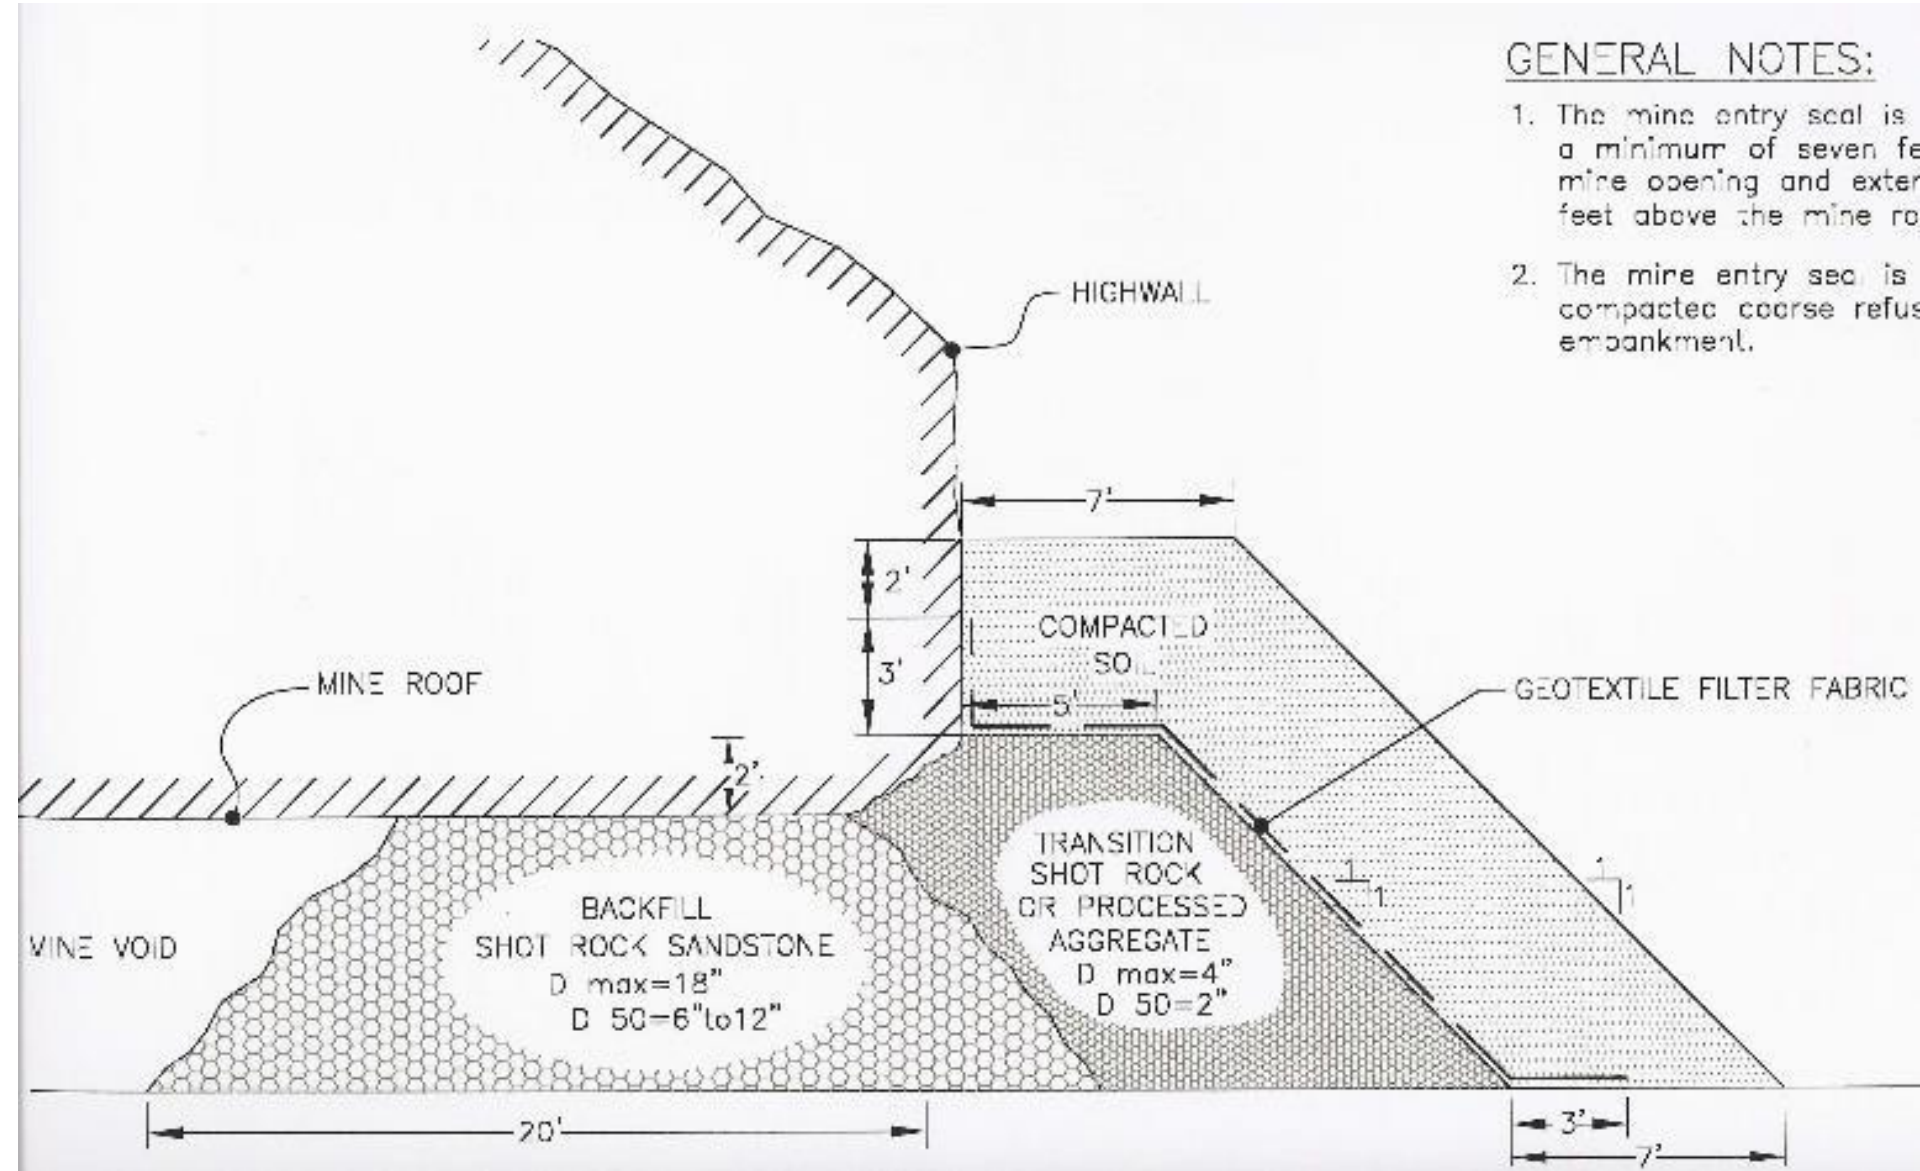 GENERAL NOTES:
1. The mine entry seal is
a minimum of seven fe
mine opening and exter
feet above the mine ro
2. The mine entry sea is
compacted coarse refus
embankment.
HIGHWALL
7'
2'
COMPACTED
SOIL
3'
5'
MINE ROOF
GEOTEXTILE FILTER FABRIC
2'
TRANSITION
SHOT ROCK
OR PROCESSED
AGGREGATE
D max=4"
D 50=2"
1
1
1
1
BACKFILL
SHOT ROCK SANDSTONE
D max=18"
D 50=6"to12"
MINE VOID
20'
3'
7'